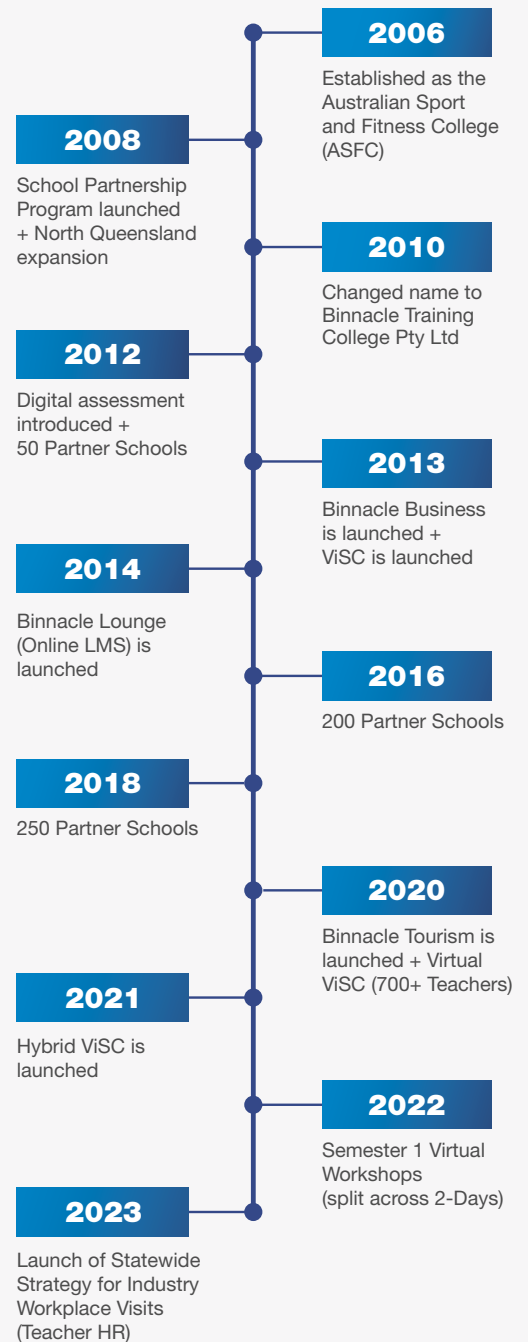 2006
Established as the
Australian Sport
and Fitness College
(ASFC)
2008
School Partnership
Program launched
+ North Queensland
expansion
2010
Changed name to
Binnacle Training
College Pty Ltd
2012
Digital assessment
introduced +
50 Partner Schools
2013
Binnacle Business
is launched +
ViSC is launched
2014
Binnacle Lounge
(Online LMS) is
launched
2016
200 Partner Schools
2018
250 Partner Schools
2020
Binnacle Tourism is
launched + Virtual
ViSC (700+ Teachers)
2021
Hybrid ViSC is
launched
2022
Semester 1 Virtual
Workshops
(split across 2-Days)
2023
Launch of Statewide
Strategy for Industry
Workplace Visits
(Teacher HR)